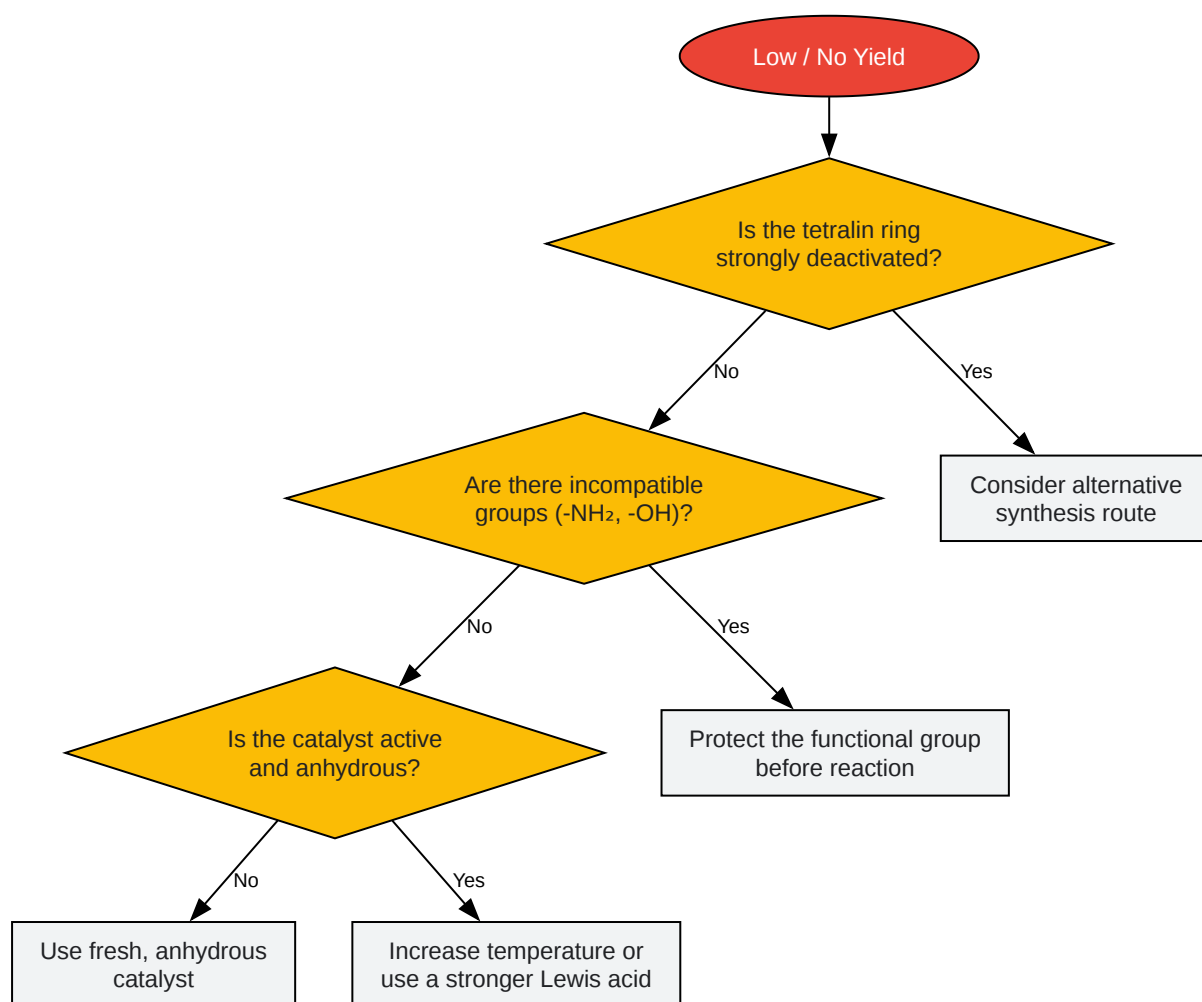 Low / No Yield
Is the tetralin ring
strongly deactivated?
No
Yes
Are there incompatible
groups (-NH₂, -OH)?
Consider alternative
synthesis route
No
Yes
Is the catalyst active
and anhydrous?
Protect the functional group
before reaction
No
Yes
Use fresh, anhydrous
catalyst
Increase temperature or
use a stronger Lewis acid